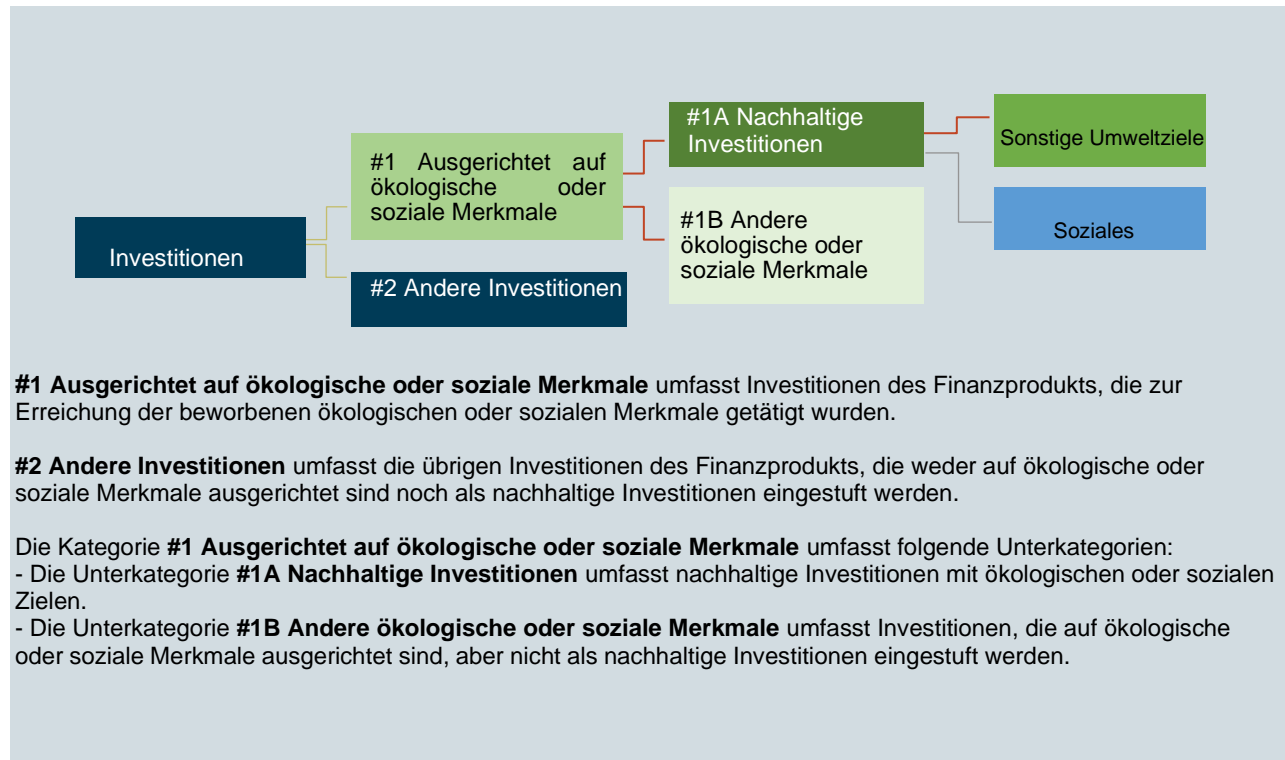 #1A Nachhaltige
Investitionen
Sonstige Umweltziele
#1 Ausgerichtet auf
ökologische oder
soziale Merkmale
#1B Andere
ökologische oder
soziale Merkmale
Soziales
Investitionen
#2 Andere Investitionen
#1 Ausgerichtet auf ökologische oder soziale Merkmale umfasst Investitionen des Finanzprodukts, die zur
Erreichung der beworbenen ökologischen oder sozialen Merkmale getätigt wurden.
#2 Andere Investitionen umfasst die übrigen Investitionen des Finanzprodukts, die weder auf ökologische oder
soziale Merkmale ausgerichtet sind noch als nachhaltige Investitionen eingestuft werden.
Die Kategorie #1 Ausgerichtet auf ökologische oder soziale Merkmale umfasst folgende Unterkategorien:
- Die Unterkategorie #1A Nachhaltige Investitionen umfasst nachhaltige Investitionen mit ökologischen oder sozialen
Zielen.
- Die Unterkategorie #1B Andere ökologische oder soziale Merkmale umfasst Investitionen, die auf ökologische
oder soziale Merkmale ausgerichtet sind, aber nicht als nachhaltige Investitionen eingestuft werden.